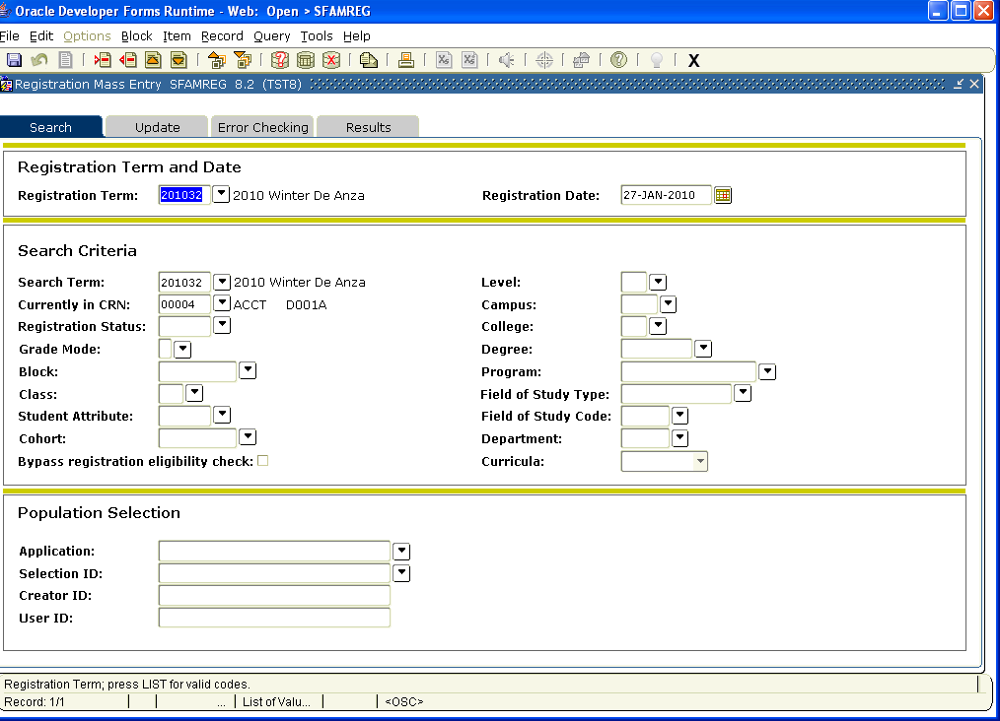 Oracle Developer Forms Runtime - Web: Open > SFAMREG
File Edit Options Block Item Record Query Tools Help
X
Registration Mass Entry SFAMREG 8.2 (TST8)
Search Update Error Checking Results
Registration Term and Date
Registration Term: 201032 2010 Winter De Anza Registration Date: 27-JAN-2010
Search Criteria
Search Term: 201032 2010 Winter De Anza Level:
Currently in CRN: 00004 ACCT D001A Campus:
Registration Status: College:
Grade Mode: Degree:
Block: Program:
Class: Field of Study Type:
Student Attribute: Field of Study Code:
Cohort: Department:
Bypass registration eligibility check: Curricula:
Population Selection
Application:
Selection ID:
Creator ID:
User ID:
Registration Term; press LIST for valid codes.
Record: 1/1 ... List of Valu... <OSC>